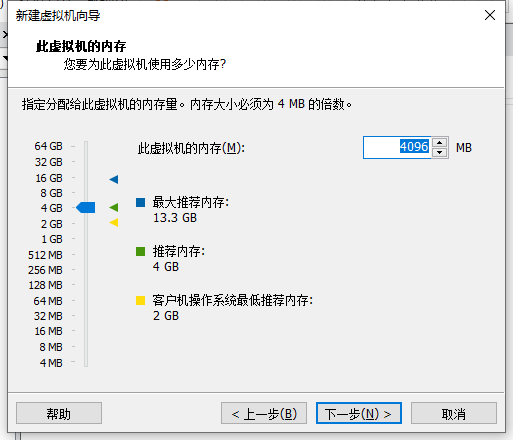 新建虚拟机向导
此虚拟机的内存
您要为此虚拟机使用多少内存?
指定分配给此虚拟机的内存量。内存大小必须为 4 MB 的倍数。
此虚拟机的内存(M): 4096 MB
64 GB
32 GB
16 GB
8 GB
4 GB
2 GB
1 GB
512 MB
256 MB
128 MB
64 MB
32 MB
16 MB
8 MB
4 MB
最大推荐内存:
13.3 GB
推荐内存:
4 GB
客户机操作系统最低推荐内存:
2 GB
帮助
< 上一步(B)
下一步(N) >
取消